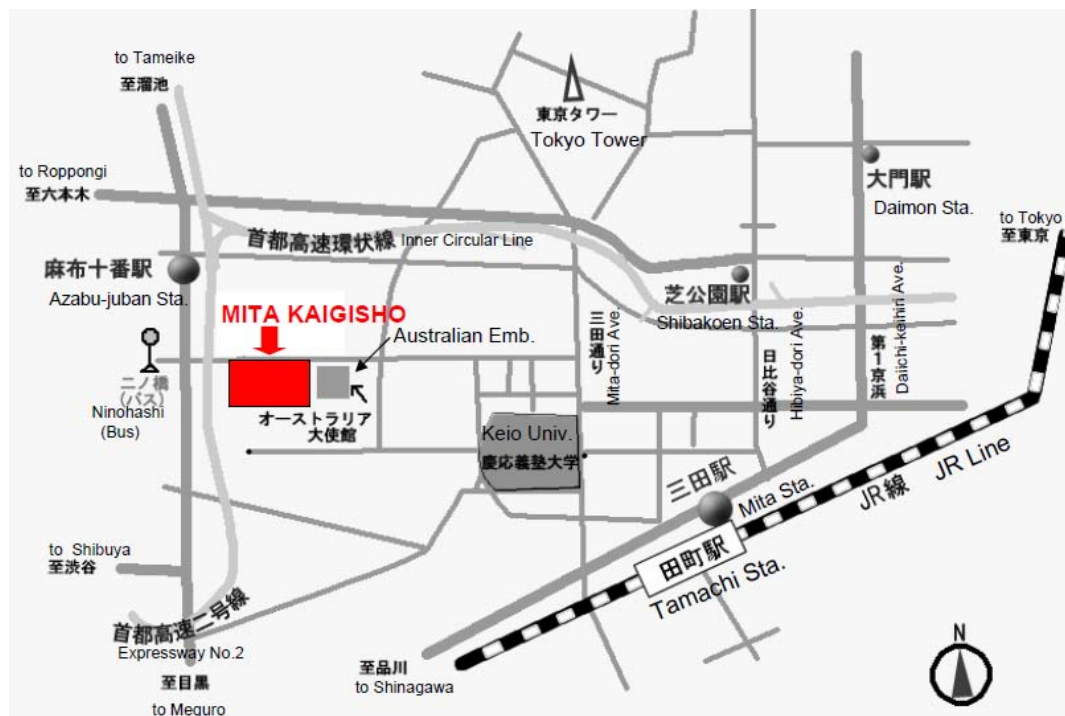 to Tameike
至溜池
東京タワー
Tokyo Tower
to Roppongi
至六本木
大門駅
Daimon Sta.
to Tokyo
至東京
首都高速環状線
Inner Circular Line
麻布十番駅
Azabu-juban Sta.
芝公園駅
Shibakoen Sta.
MITA KAIGISHO
Australian Emb.
オーストラリア
大使館
三田通り
Mita-dori Ave.
日比谷通り
Hibiya-dori Ave.
第1京浜
Daiichi-keihiri Ave.
二ノ橋
(バス)
Ninohashi
(Bus)
Keio Univ.
慶応義塾大学
三田駅
Mita Sta.
JR線
JR Line
田町駅
Tamachi Sta.
to Shibuya
至渋谷
首都高速二号線
Expressway No.2
至目黒
to Meguro
至品川
to Shinagawa
N